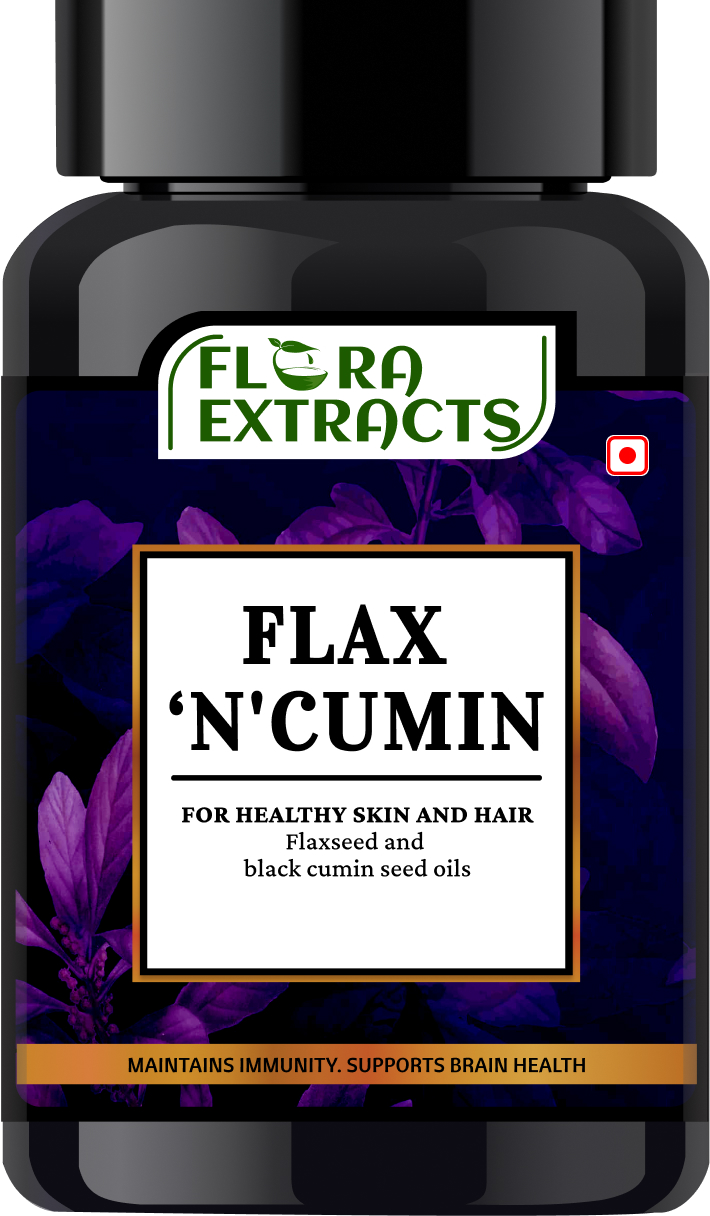 FLORA
EXTRACTS
FLAX
‘N'CUMIN
FOR HEALTHY SKIN AND HAIR
Flaxseed and
black cumin seed oils
MAINTAINS IMMUNITY. SUPPORTS BRAIN HEALTH